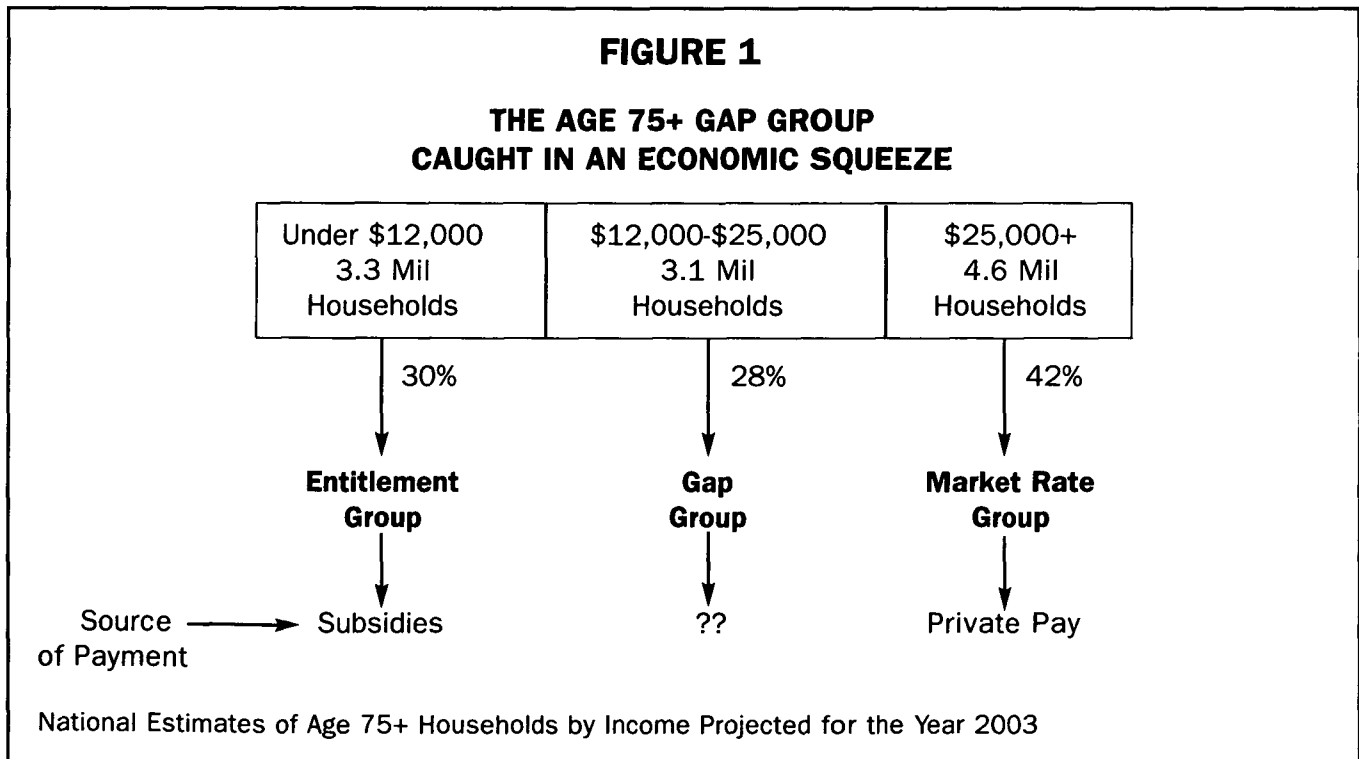 FIGURE 1
THE AGE 75+ GAP GROUP
CAUGHT IN AN ECONOMIC SQUEEZE
Under $12,000
3.3 Mil
Households
$12,000-$25,000
3.1 Mil
Households
$25,000+
4.6 Mil
Households
30%
28%
42%
Entitlement
Group
Gap
Group
Market Rate
Group
Source
of Payment
Subsidies
??
Private Pay
National Estimates of Age 75+ Households by Income Projected for the Year 2003